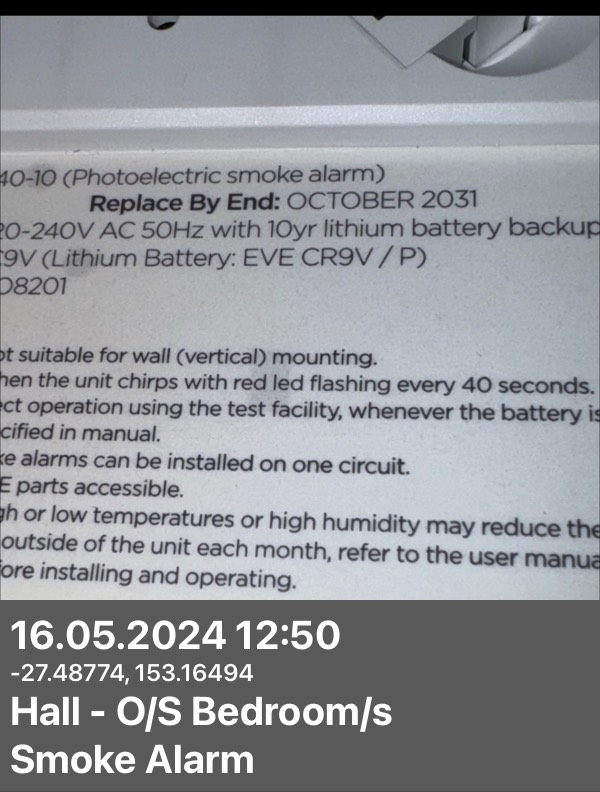 40-10 (Photoelectric smoke alarm)
Replace By End: OCTOBER 2031
20-240V AC 50Hz with 10yr lithium battery backup
9V (Lithium Battery: EVE CR9V / P)
08201
ot suitable for wall (vertical) mounting.
hen the unit chirps with red led flashing every 40 seconds.
ect operation using the test facility, whenever the battery is
cified in manual.
ke alarms can be installed on one circuit.
E parts accessible.
gh or low temperatures or high humidity may reduce the
outside of the unit each month, refer to the user manua
ore installing and operating.
16.05.2024 12:50
-27.48774, 153.16494
Hall - O/S Bedroom/s
Smoke Alarm